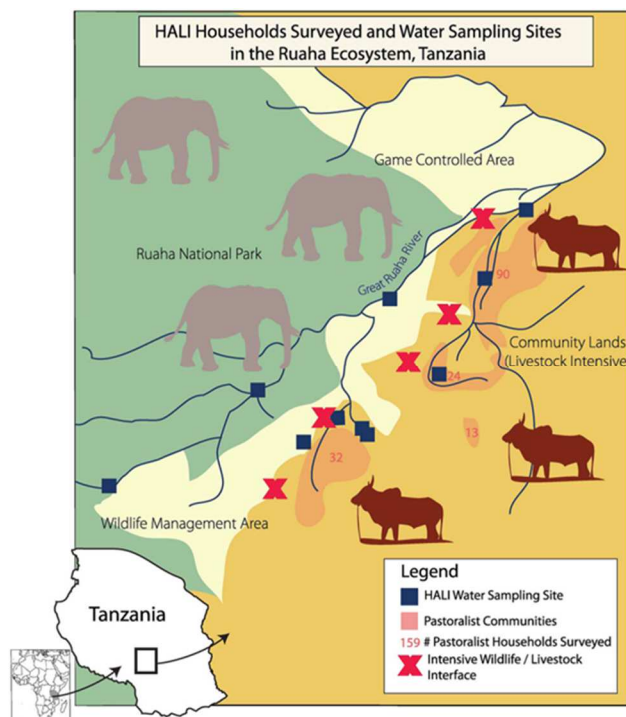 HALI Households Surveyed and Water Sampling Sites
in the Ruaha Ecosystem, Tanzania
Game Controlled Area
Ruaha National Park
Great Ruaha River
90
Community Lands
(Livestock Intensive
24
13
32
Wildlife Management Area
Tanzania
Legend
HALI Water Sampling Site
Pastoralist Communities
159 # Pastoralist Households Surveyed
Intensive Wildlife / Livestock
Interface